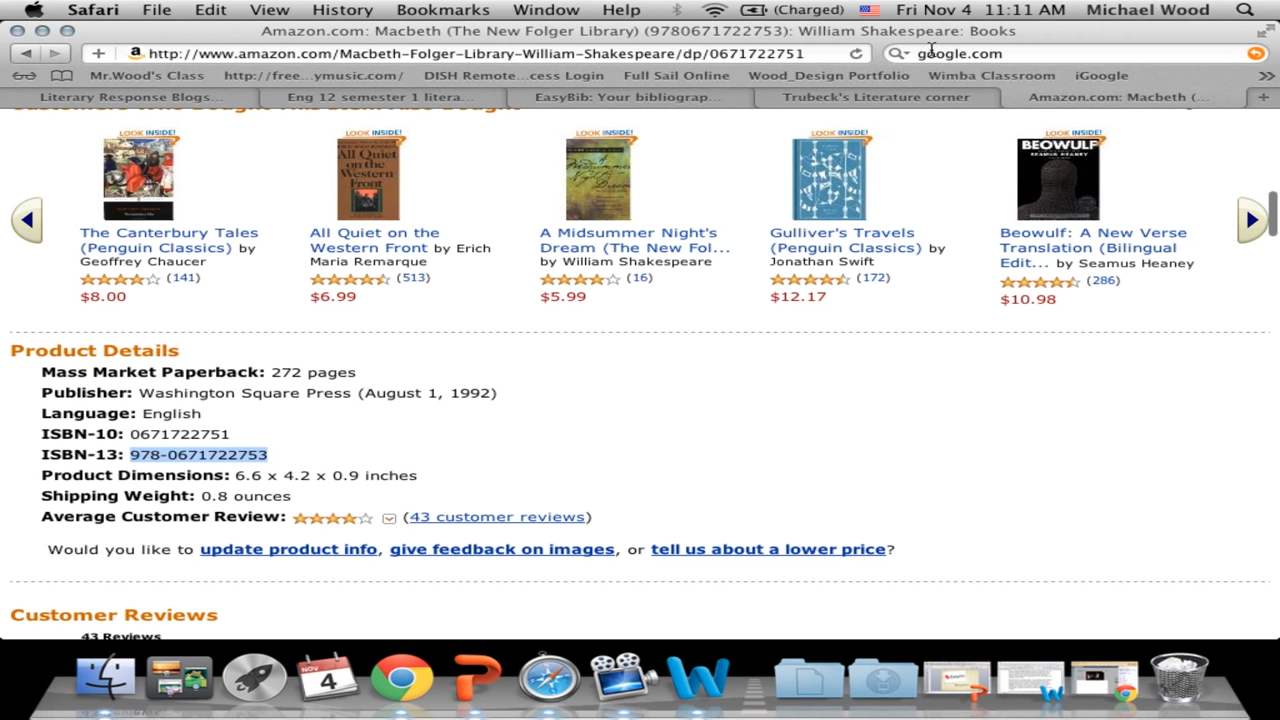 Safari File Edit View History Bookmarks Window Help (Charged) Fri Nov 4 11:11 AM Michael Wood
Amazon.com: Macbeth (The New Folger Library) (9780671722753): William Shakespeare: Books
http://www.amazon.com/Macbeth-Folger-Library-William-Shakespeare/dp/0671722751 google.com
Mr.Wood's Class http://free...ymusic.com/ DISH Remote...cess Login Full Sail Online Wood_Design Portfolio Wimba Classroom iGoogle
Literary Response Blogs... Eng 12 semester 1 litera... EasyBib: Your bibliograp... Trubeck's Literature corner Amazon.com: Macbeth (...
LOOK INSIDE! LOOK INSIDE! LOOK INSIDE! LOOK INSIDE! LOOK INSIDE!
All Quiet on the Western Front
A Midsummer Night's Dream
BEOWULF
SEAMUS HEANEY
The Canterbury Tales
(Penguin Classics) by
Geoffrey Chaucer
(141)
$8.00
All Quiet on the
Western Front by Erich
Maria Remarque
(513)
$6.99
A Midsummer Night's
Dream (The New Fol...
by William Shakespeare
(16)
$5.99
Gulliver's Travels
(Penguin Classics) by
Jonathan Swift
(172)
$12.17
Beowulf: A New Verse
Translation (Bilingual
Edit... by Seamus Heaney
(286)
$10.98
Product Details
Mass Market Paperback: 272 pages
Publisher: Washington Square Press (August 1, 1992)
Language: English
ISBN-10: 0671722751
ISBN-13: 978-0671722753
Product Dimensions: 6.6 x 4.2 x 0.9 inches
Shipping Weight: 0.8 ounces
Average Customer Review: (43 customer reviews)
Would you like to update product info, give feedback on images, or tell us about a lower price?
Customer Reviews
43 Reviews
NOV
4